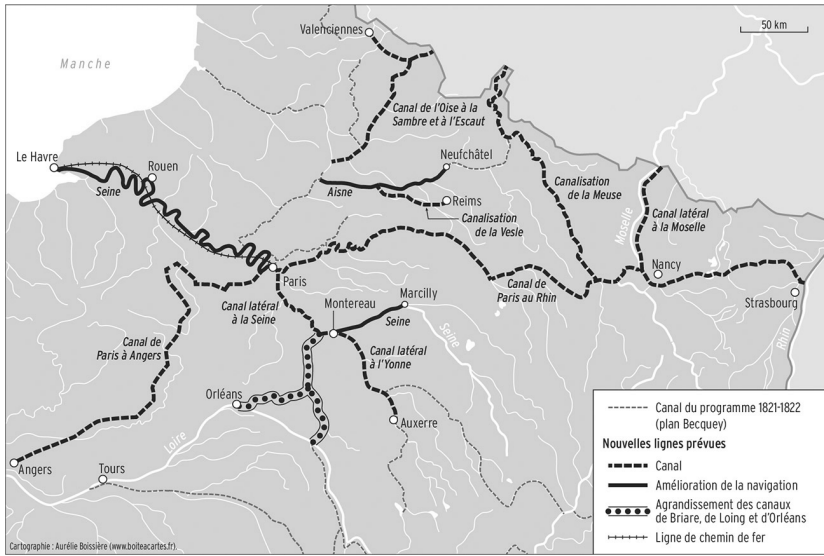 50 km
Valenciennes
Manche
Canal de l'Oise à la
Sambre et à l'Escaut
Le Havre
Rouen
Seine
Neufchâtel
Aisne
Reims
Canalisation
de la Vesle
Canalisation
de la Meuse
Moselle
Canal latéral
à la Moselle
Nancy
Strasbourg
Rhin
Paris
Canal de
Paris au Rhin
Canal latéral
à la Seine
Montereau
Marcilly
Seine
Seine
Canal de
Paris à Angers
Canal latéral
à l'Yonne
Orléans
Auxerre
Loire
Angers
Tours
Canal du programme 1821-1822
(plan Becquey)
Nouvelles lignes prévues
Canal
Amélioration de la navigation
Agrandissement des canaux
de Briare, de Loing et d'Orléans
Ligne de chemin de fer
Cartographie : Aurélie Boissière (www.boiteacartes.fr).